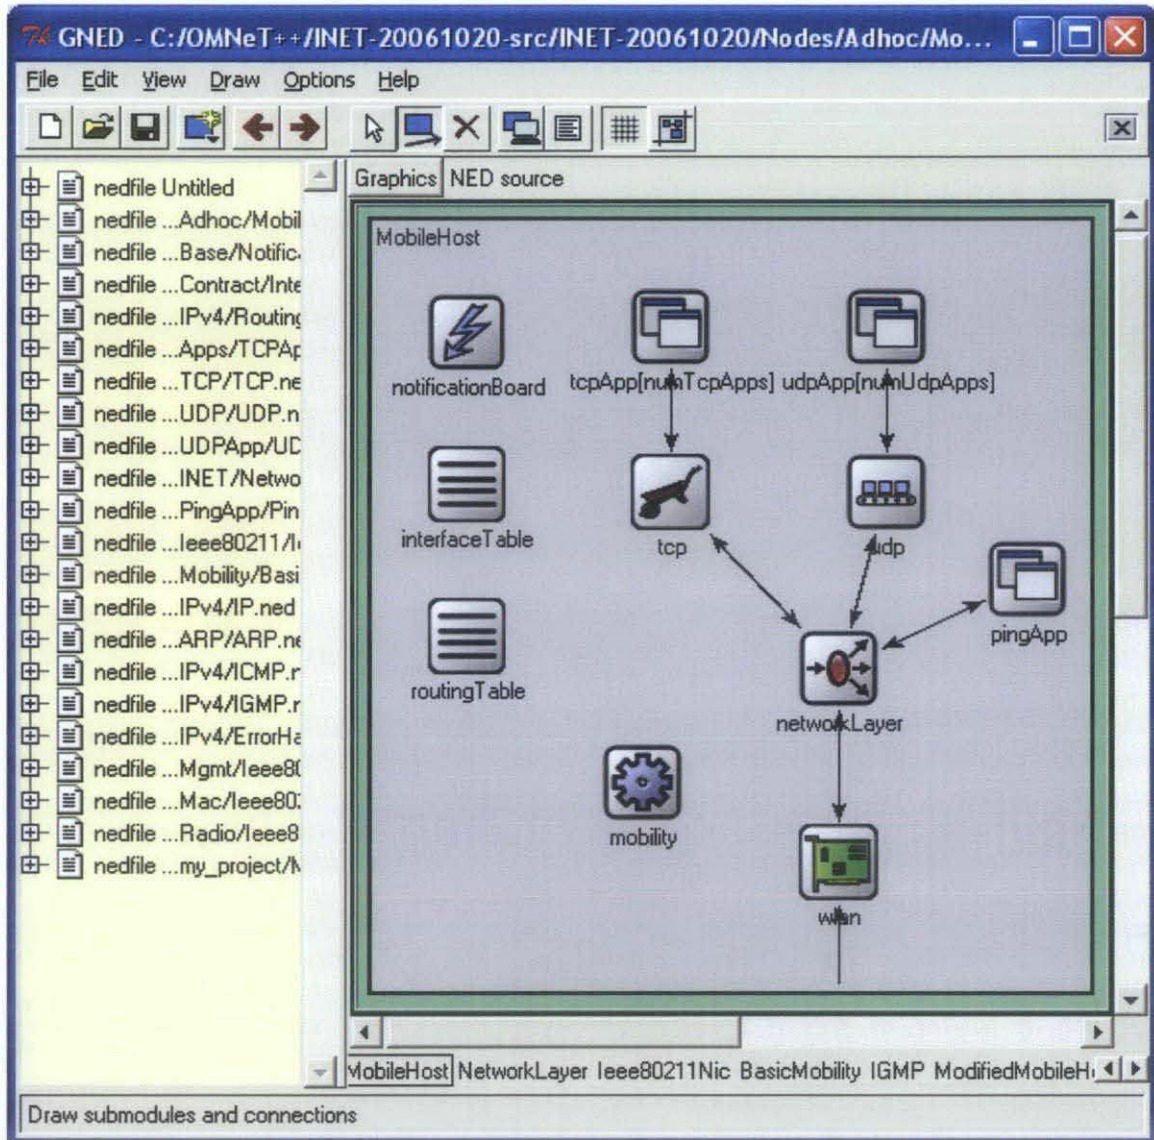 GNED - C:/OMNeT++/INET-20061020-src/INET-20061020/Nodes/Adhoc/Mo...
File Edit View Draw Options Help
nedfile Untitled
nedfile ...Adhoc/Mobil
nedfile ...Base/Notific
nedfile ...Contract/Inte
nedfile ...IPv4/Routing
nedfile ...Apps/TCPAp
nedfile ...TCP/TCP.ne
nedfile ...UDP/UDP.n
nedfile ...UDPApp/UD
nedfile ...INET/Netwo
nedfile ...PingApp/Pin
nedfile ...Ieee80211/I
nedfile ...Mobility/Basi
nedfile ...IPv4/IP.ned
nedfile ...ARP/ARP.ne
nedfile ...IPv4/ICMP.r
nedfile ...IPv4/IGMP.r
nedfile ...IPv4/ErrorHa
nedfile ...Mgmt/Ieee80
nedfile ...Mac/Ieee802
nedfile ...Radio/Ieee8
nedfile ...my_project/M
Graphics NED source
MobileHost
notificationBoard tcpApp[numTcpApps] udpApp[numUdpApps]
interfaceTable tcp udp
pingApp
routingTable
networkLayer
mobility
wlan
MobileHost NetworkLayer Ieee80211Nic BasicMobility IGMP ModifiedMobileH
Draw submodules and connections